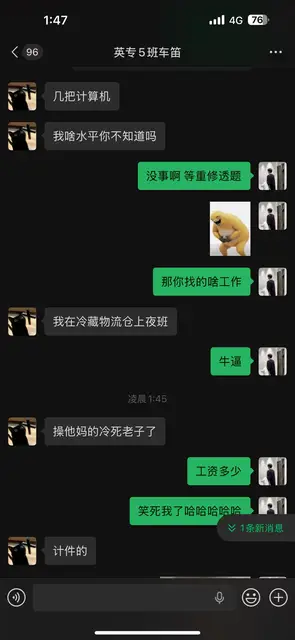 1:47
4G
76
96
英专5班车笛
几把计算机
我啥水平你不知道吗
没事啊 等重修透题
那你找的啥工作
我在冷藏物流仓上夜班
牛逼
凌晨1:45
操他妈的冷死老子了
工资多少
笑死我了哈哈哈哈哈
1条新消息
计件的